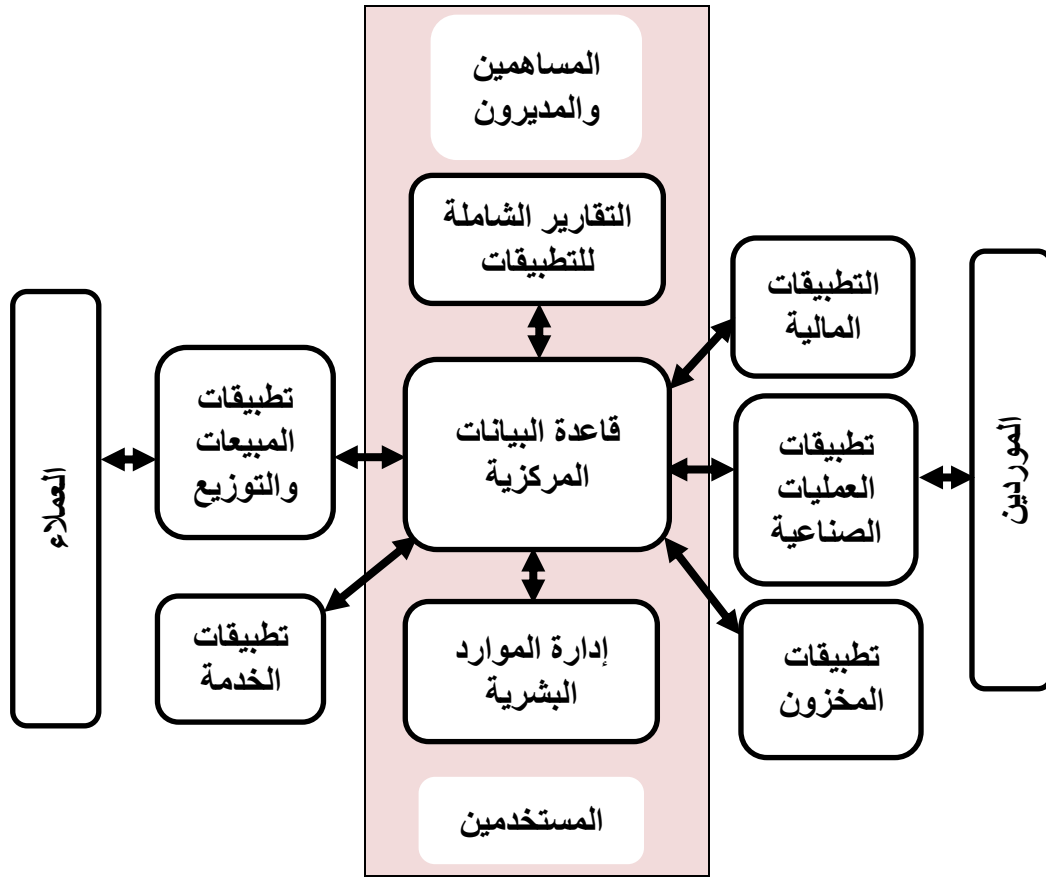 المساهمين
والمديرون
التقارير الشاملة
للتطبيقات
التطبيقات
المالية
الموردين
العملاء
تطبيقات
المبيعات
والتوزيع
قاعدة البيانات
المركزية
تطبيقات
العمليات
الصناعية
تطبيقات
الخدمة
إدارة الموارد
البشرية
تطبيقات
المخزون
المستخدمين